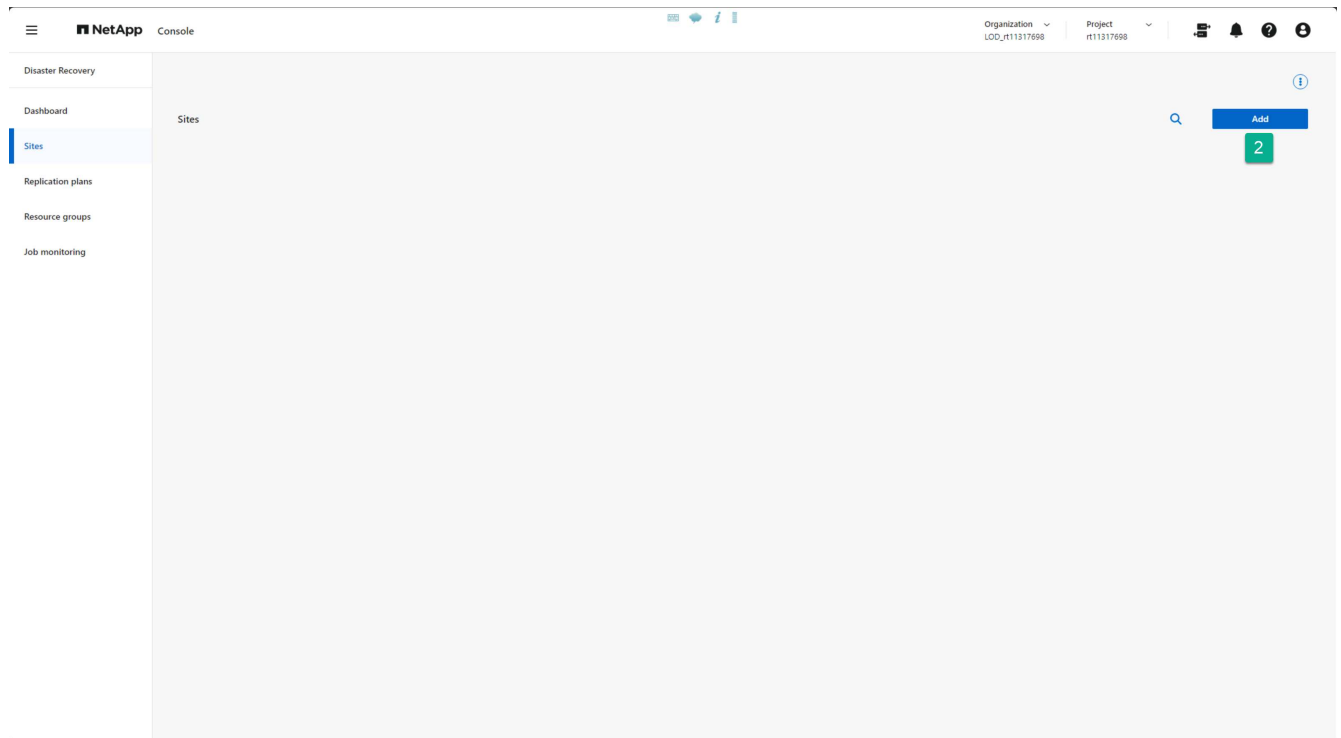 NetApp Console
Organization
LOD_rt11317698
Project
rt11317698
Disaster Recovery
Dashboard
Sites
Replication plans
Resource groups
Job monitoring
Sites
Add
2